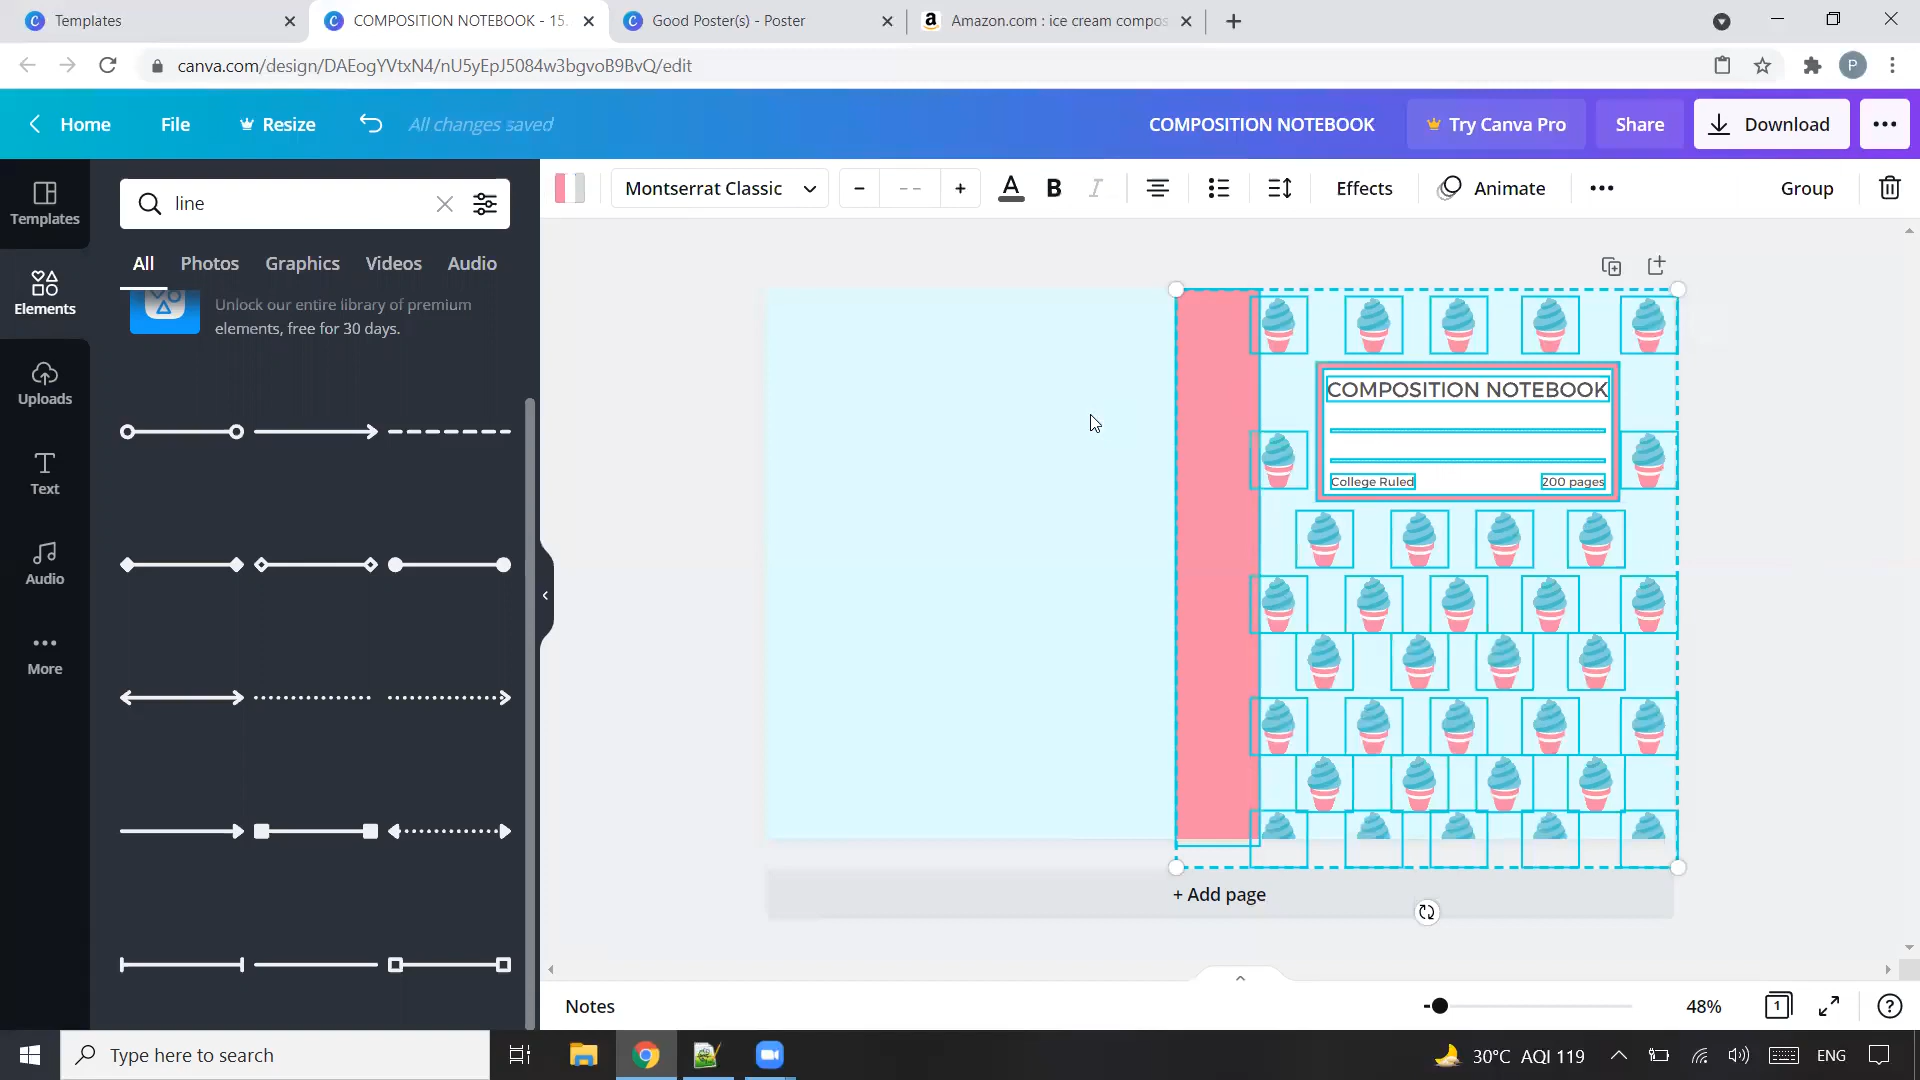 Templates
COMPOSITION NOTEBOOK - 15.
Good Poster(s) - Poster
Amazon.com : ice cream compos
canva.com/design/DAEogYVtxN4/nU5yEpJ5084w3bgvoB9BvQ/edit
P
Home
File
Resize
All changes saved
COMPOSITION NOTEBOOK
Try Canva Pro
Share
Download
line
Montserrat Classic
- -
A
B
I
Effects
Animate
Group
Templates
Elements
Uploads
Text
Audio
More
All
Photos
Graphics
Videos
Audio
Unlock our entire library of premium
elements, free for 30 days.
COMPOSITION NOTEBOOK
College Ruled
200 pages
+ Add page
Notes
48%
1
Type here to search
30°C AQI 119
ENG